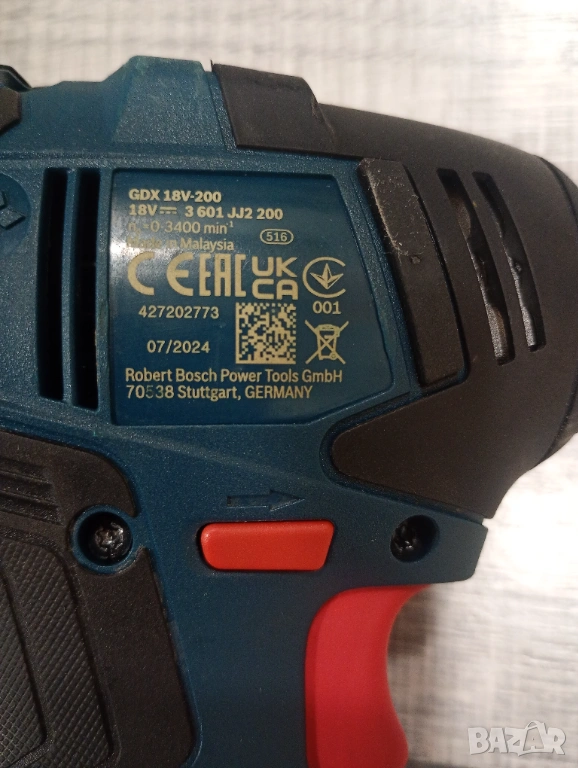 GDX 18V-200
18V 3 601 JJ2 200
0-3400 min⁻¹
Made in Malaysia 516
CE EAC UK CA
001
427202773
07/2024
Robert Bosch Power Tools GmbH
70538 Stuttgart, GERMANY
BAZAR